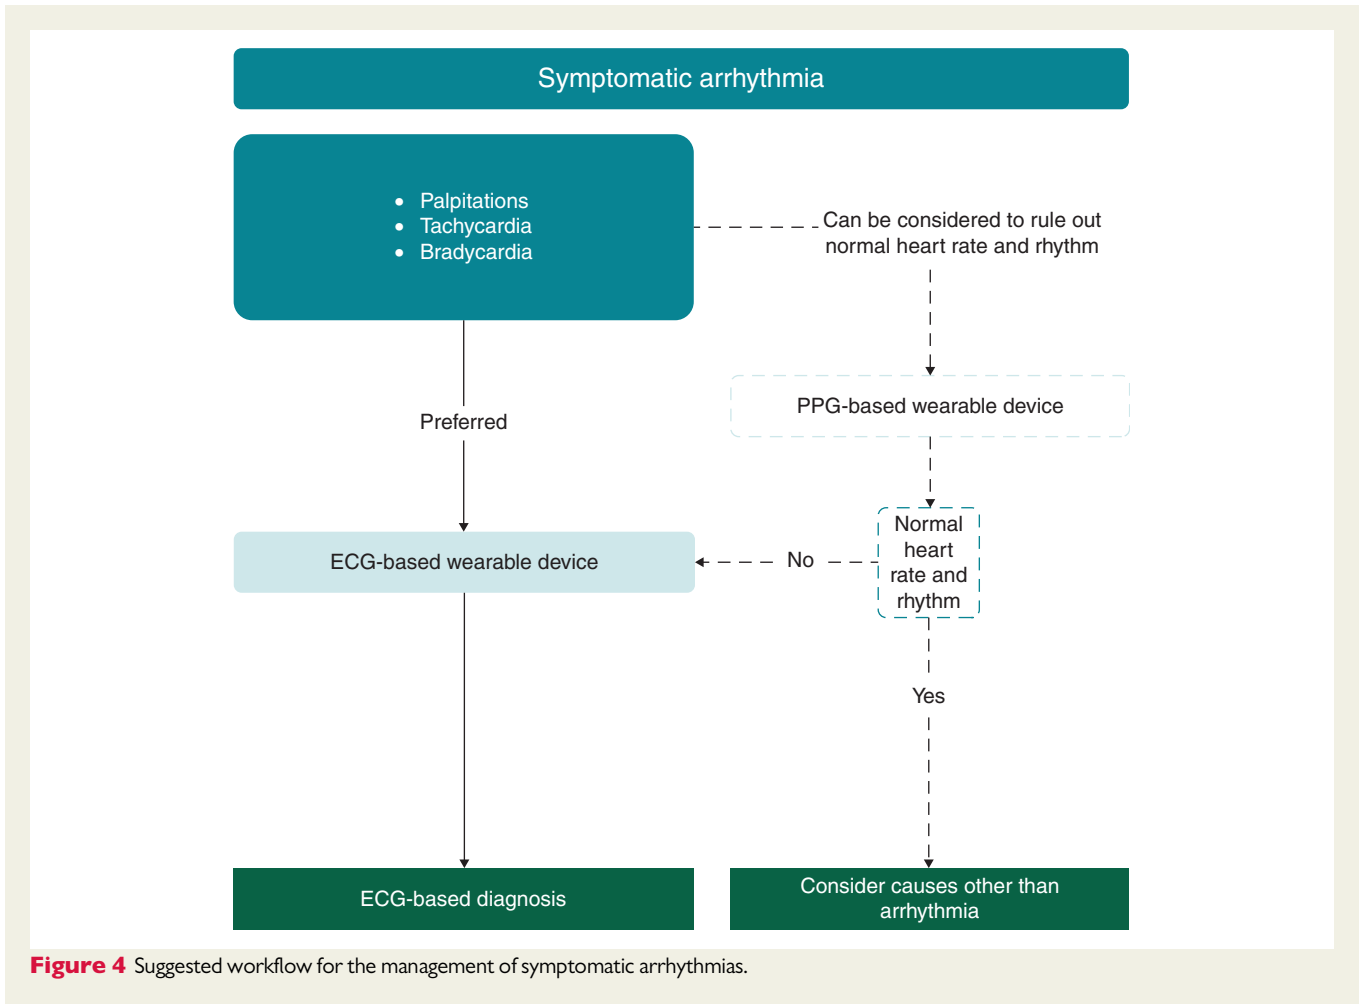 Symptomatic arrhythmia
• Palpitations
• Tachycardia
• Bradycardia
Can be considered to rule out
normal heart rate and rhythm
PPG-based wearable device
Preferred
Normal
heart
rate and
rhythm
No
ECG-based wearable device
Yes
ECG-based diagnosis
Consider causes other than
arrhythmia
Figure 4 Suggested workflow for the management of symptomatic arrhythmias.